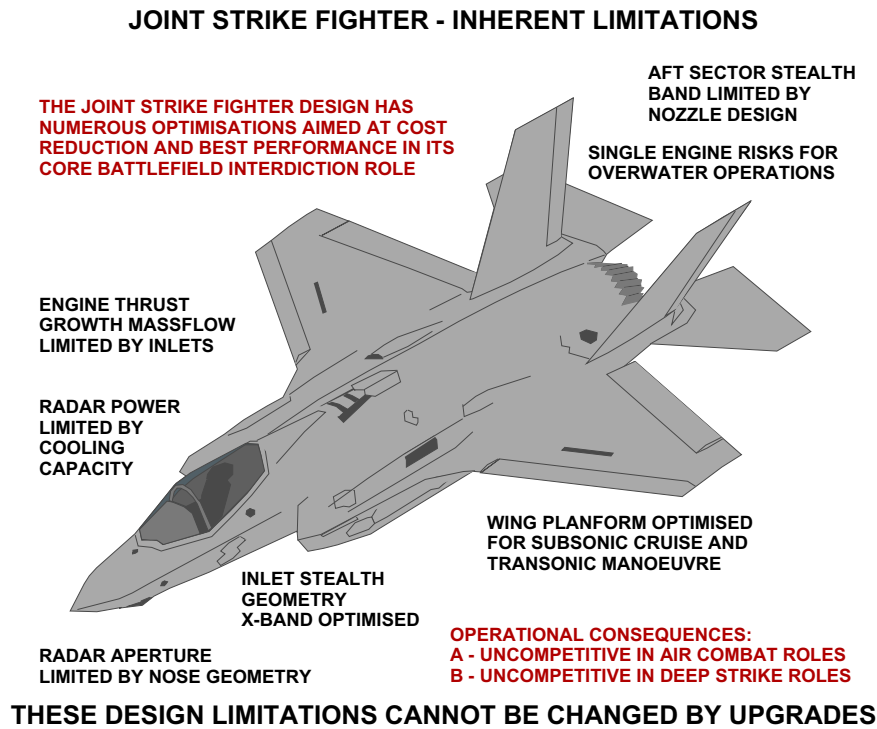 JOINT STRIKE FIGHTER - INHERENT LIMITATIONS
AFT SECTOR STEALTH
BAND LIMITED BY
NOZZLE DESIGN
THE JOINT STRIKE FIGHTER DESIGN HAS
NUMEROUS OPTIMISATIONS AIMED AT COST
REDUCTION AND BEST PERFORMANCE IN ITS
CORE BATTLEFIELD INTERDICTION ROLE
SINGLE ENGINE RISKS FOR
OVERWATER OPERATIONS
ENGINE THRUST
GROWTH MASSFLOW
LIMITED BY INLETS
RADAR POWER
LIMITED BY
COOLING
CAPACITY
WING PLANFORM OPTIMISED
FOR SUBSONIC CRUISE AND
TRANSONIC MANOEUVRE
INLET STEALTH
GEOMETRY
X-BAND OPTIMISED
RADAR APERTURE
LIMITED BY NOSE GEOMETRY
OPERATIONAL CONSEQUENCES:
A - UNCOMPETITIVE IN AIR COMBAT ROLES
B - UNCOMPETITIVE IN DEEP STRIKE ROLES
THESE DESIGN LIMITATIONS CANNOT BE CHANGED BY UPGRADES